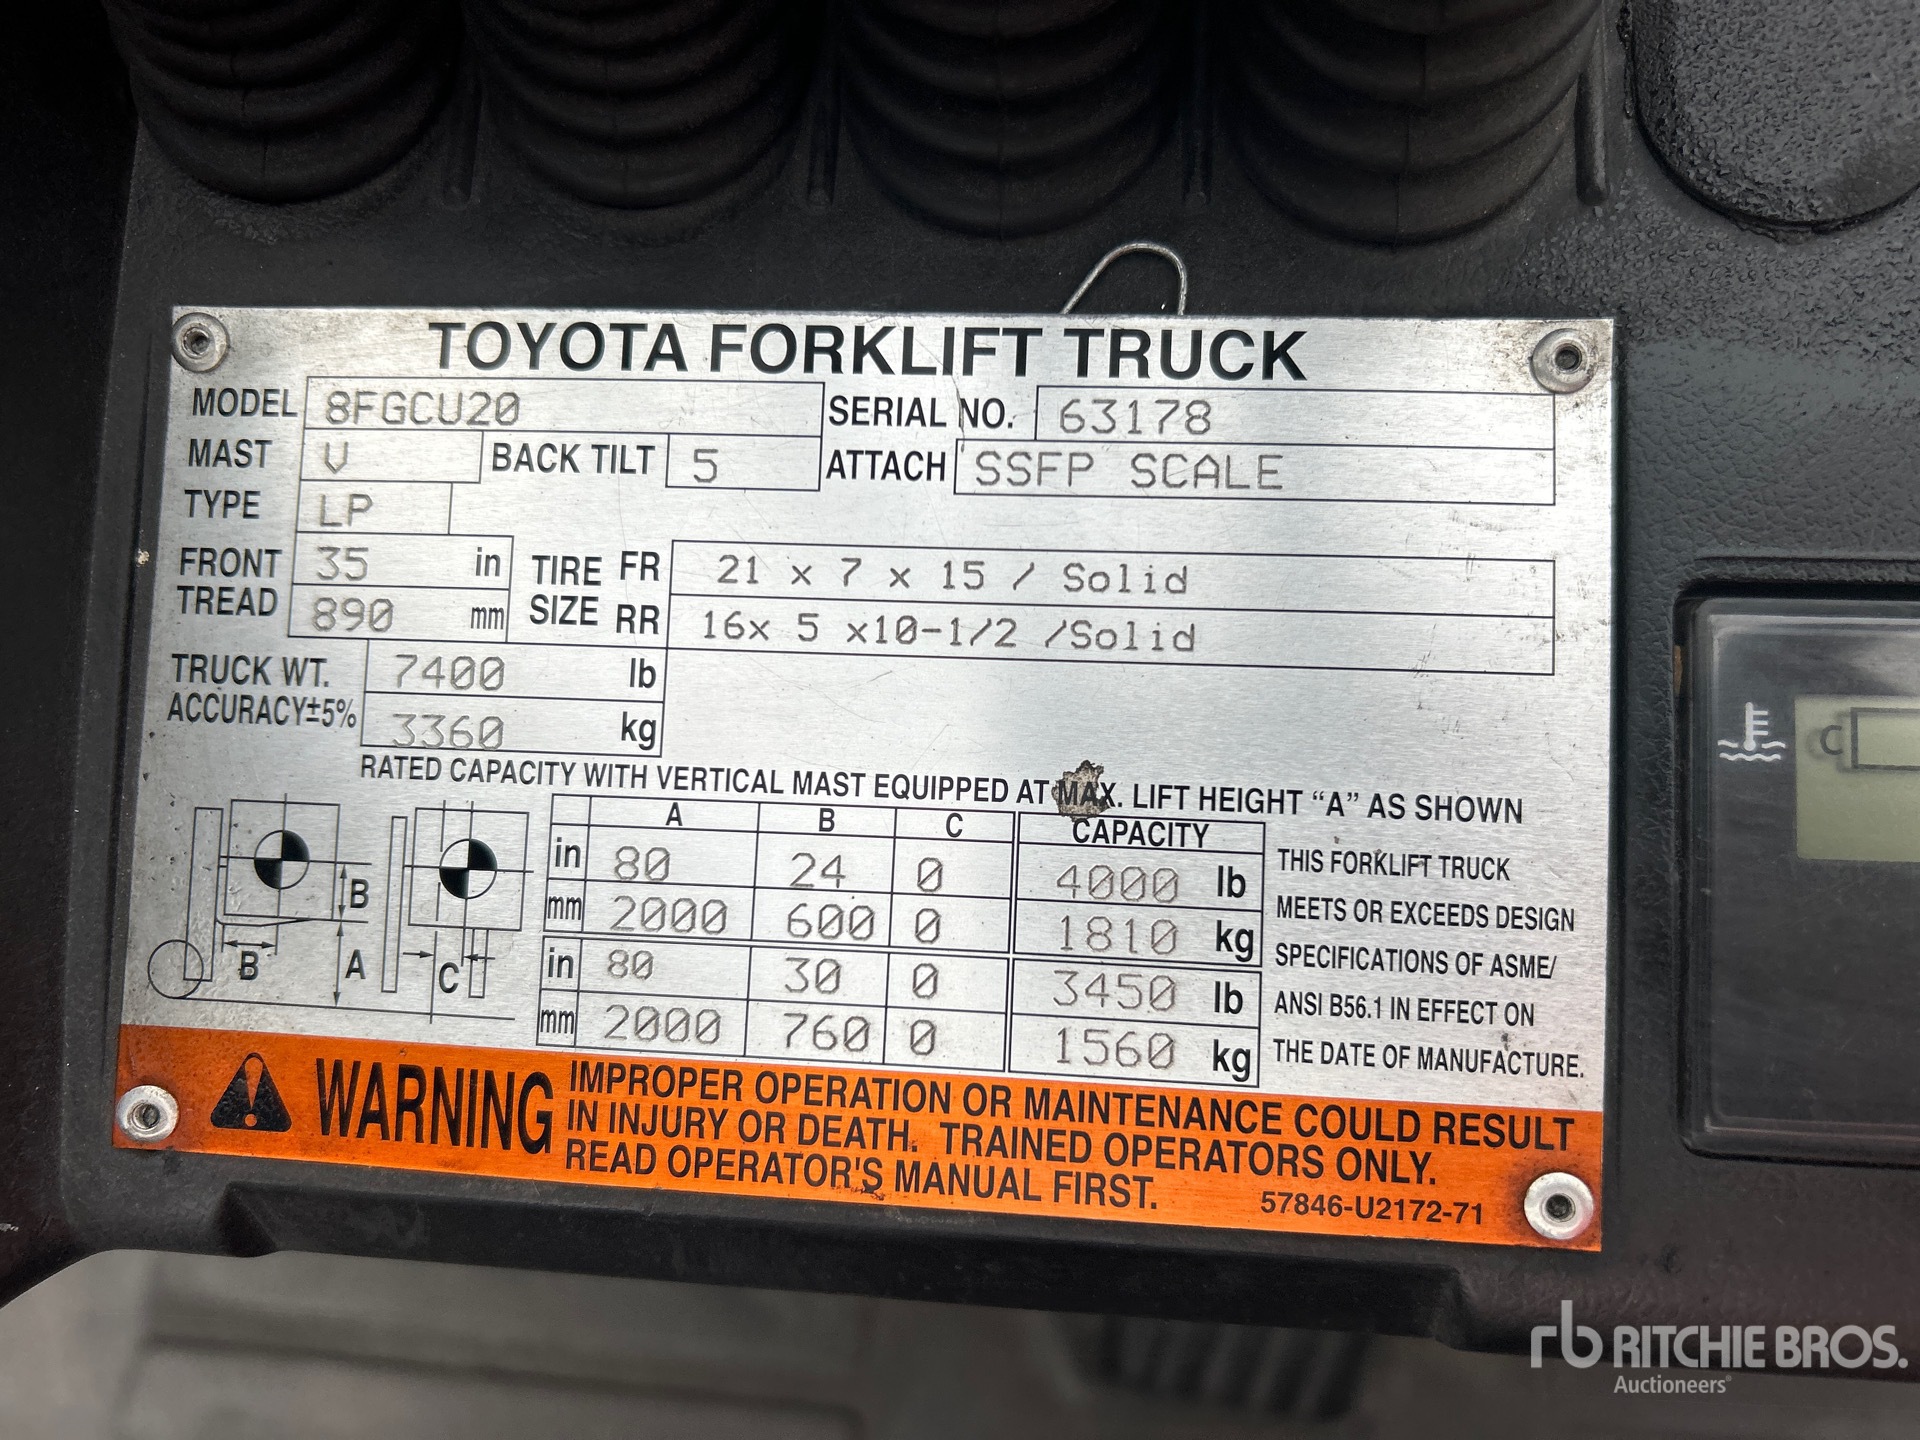 TOYOTA FORKLIFT TRUCK
MODEL 8FGCU20 SERIAL NO. 63178
MAST V BACK TILT 5 ATTACH SSFP SCALE
TYPE LP
FRONT TREAD 35 in TIRE SIZE FR 21 x 7 x 15 / Solid
890 mm RR 16x 5 x10-1/2 /Solid
TRUCK WT. 7400 lb
ACCURACY±5% 3360 kg
RATED CAPACITY WITH VERTICAL MAST EQUIPPED AT MAX. LIFT HEIGHT "A" AS SHOWN
A B C CAPACITY
in 80 24 0 4000 lb
mm 2000 600 0 1810 kg
in 80 30 0 3450 lb
mm 2000 760 0 1560 kg
B
B A C
THIS FORKLIFT TRUCK
MEETS OR EXCEEDS DESIGN
SPECIFICATIONS OF ASME/
ANSI B56.1 IN EFFECT ON
THE DATE OF MANUFACTURE.
WARNING
IMPROPER OPERATION OR MAINTENANCE COULD RESULT
IN INJURY OR DEATH. TRAINED OPERATORS ONLY.
READ OPERATOR'S MANUAL FIRST.
57846-U2172-71
C
rb RITCHIE BROS.
Auctioneers